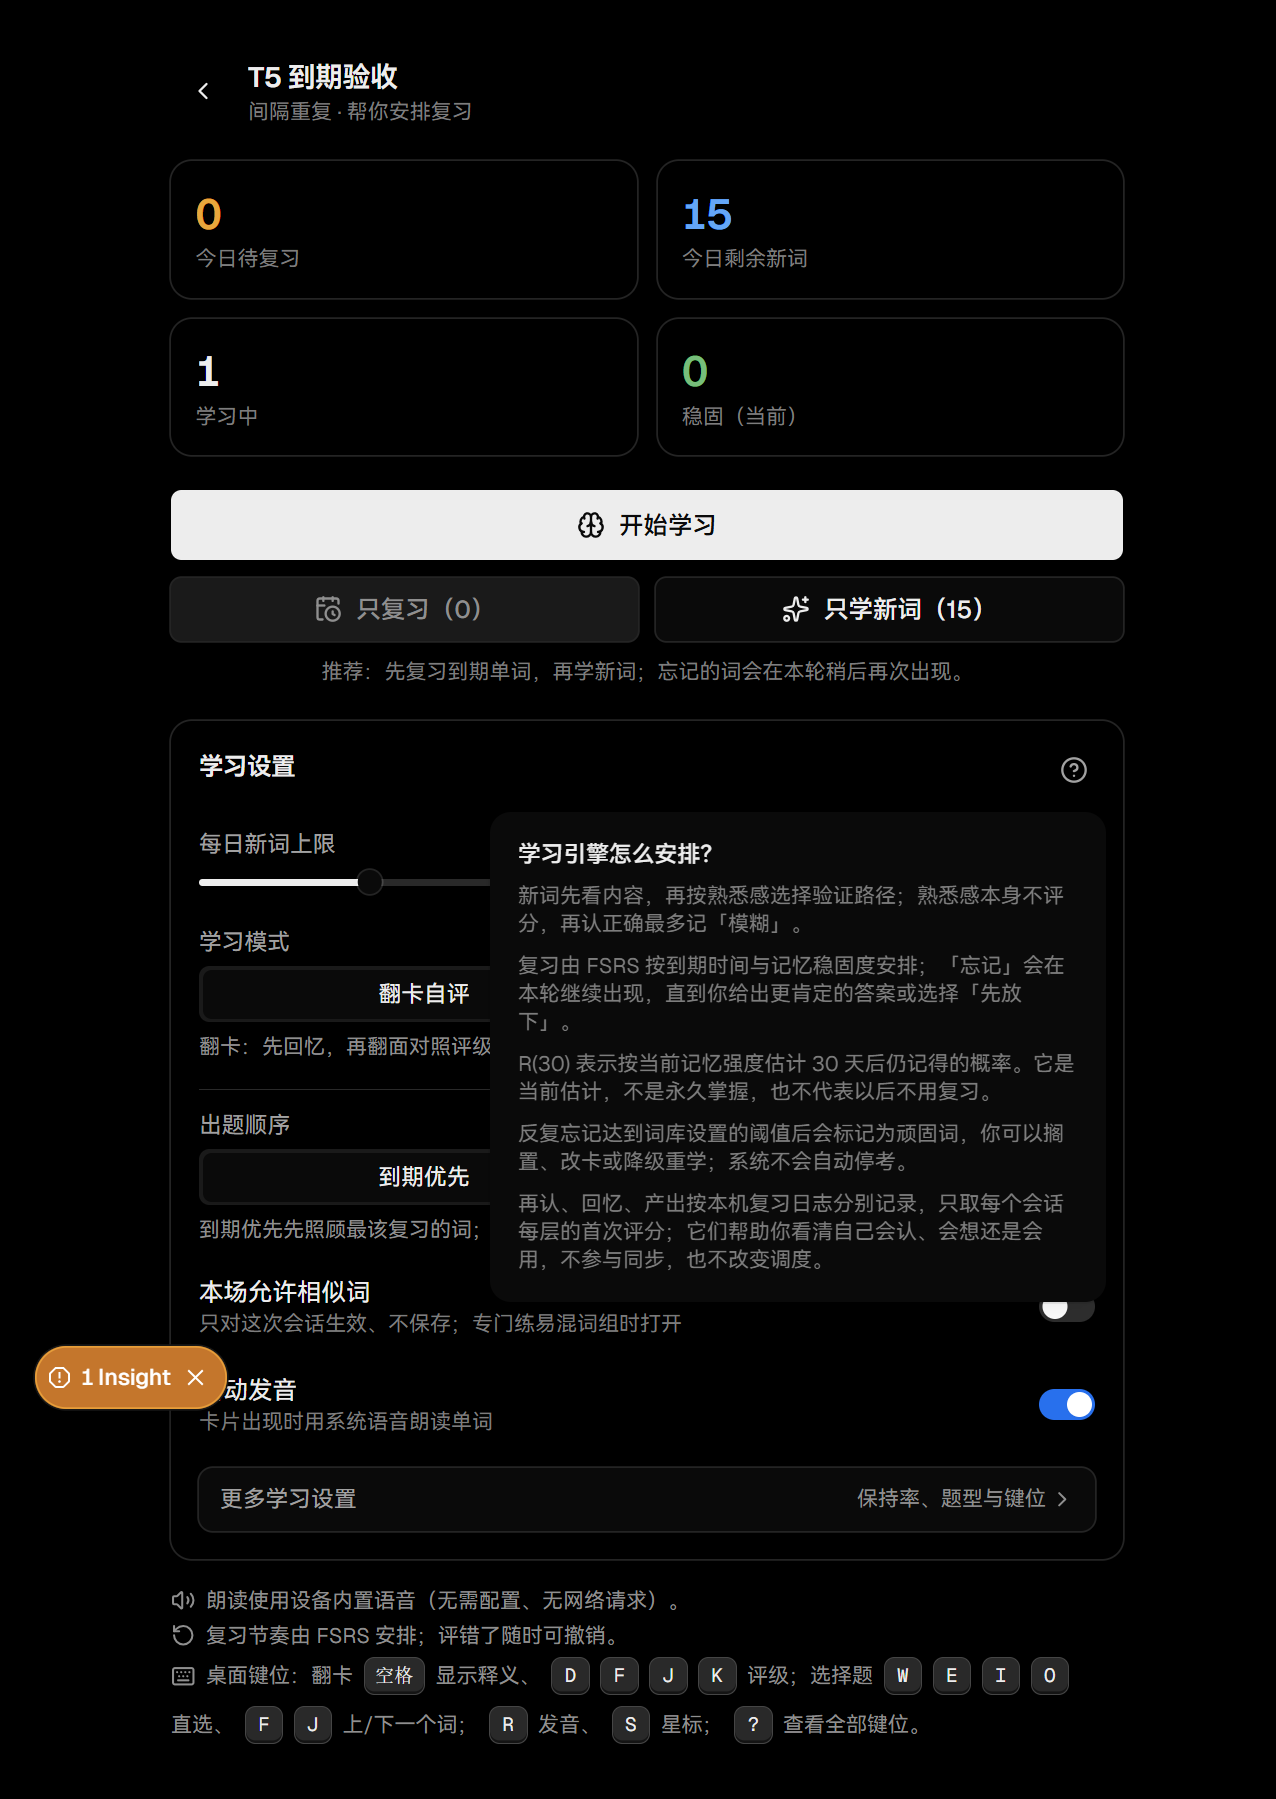 T5 到期验收
间隔重复 · 帮你安排复习
0
今日待复习
15
今日剩余新词
1
学习中
0
稳固（当前）
开始学习
只复习（0）
只学新词（15）
推荐：先复习到期单词，再学新词；忘记的词会在本轮稍后再次出现。
学习设置
每日新词上限
学习模式
翻卡自评
翻卡：先回忆，再翻面对照评级
出题顺序
到期优先
到期优先先照顾最该复习的词；
学习引擎怎么安排？
新词先看内容，再按熟悉感选择验证路径；熟悉感本身不评
分，再认正确最多记「模糊」。
复习由 FSRS 按到期时间与记忆稳固度安排；「忘记」会在
本轮继续出现，直到你给出更肯定的答案或选择「先放
下」。
R(30) 表示按当前记忆强度估计 30 天后仍记得的概率。它是
当前估计，不是永久掌握，也不代表以后不用复习。
反复忘记达到词库设置的阈值后会标记为顽固词，你可以搁
置、改卡或降级重学；系统不会自动停考。
再认、回忆、产出按本机复习日志分别记录，只取每个会话
每层的首次评分；它们帮助你看清自己会认、会想还是会
用，不参与同步，也不改变调度。
本场允许相似词
只对这次会话生效、不保存；专门练易混词组时打开
1 Insight
动发音
卡片出现时用系统语音朗读单词
更多学习设置
保持率、题型与键位
朗读使用设备内置语音（无需配置、无网络请求）。
复习节奏由 FSRS 安排；评错了随时可撤销。
桌面键位：翻卡 空格 显示释义、 D F J K 评级；选择题 W E I O
直选、 F J 上/下一个词； R 发音、 S 星标； ? 查看全部键位。